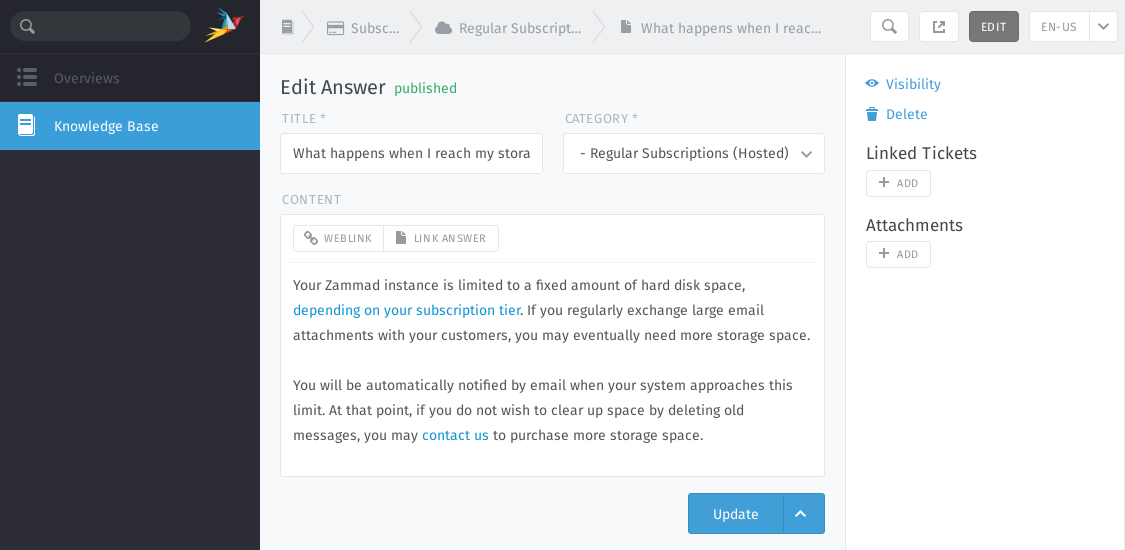 Subsc...
Regular Subscript...
What happens when I reac...
EDIT
EN-US
Overviews
Knowledge Base
Edit Answer published
TITLE *
CATEGORY *
What happens when I reach my stora
- Regular Subscriptions (Hosted)
CONTENT
WEBLINK
LINK ANSWER
Your Zammad instance is limited to a fixed amount of hard disk space,
depending on your subscription tier. If you regularly exchange large email
attachments with your customers, you may eventually need more storage space.
You will be automatically notified by email when your system approaches this
limit. At that point, if you do not wish to clear up space by deleting old
messages, you may contact us to purchase more storage space.
Update
Visibility
Delete
Linked Tickets
ADD
Attachments
ADD